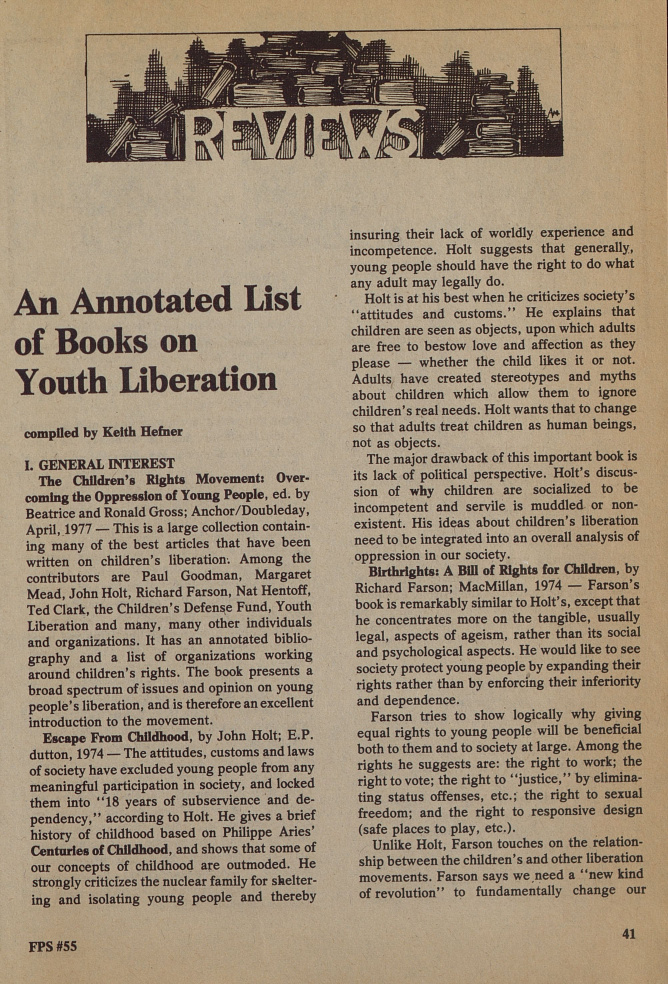 REVIEWS
An Annotated List
of Books on
Youth Liberation
compiled by Keith Hefner
I. GENERAL INTEREST
The Children's Rights Movement: Over-
coming the Oppression of Young People, ed. by
Beatrice and Ronald Gross; Anchor/Doubleday,
April, 1977 — This is a large collection contain-
ing many of the best articles that have been
written on children's liberation. Among the
contributors are Paul Goodman, Margaret
Mead, John Holt, Richard Farson, Nat Hentoff,
Ted Clark, the Children's Defense Fund, Youth
Liberation and many, many other individuals
and organizations. It has an annotated biblio-
graphy and a list of organizations working
around children's rights. The book presents a
broad spectrum of issues and opinion on young
people's liberation, and is therefore an excellent
introduction to the movement.
Escape From Childhood, by John Holt; E.P.
dutton, 1974 — The attitudes, customs and laws
of society have excluded young people from any
meaningful participation in society, and locked
them into "18 years of subservience and de-
pendency," according to Holt. He gives a brief
history of childhood based on Philippe Aries'
Centuries of Childhood, and shows that some of
our concepts of childhood are outmoded. He
strongly criticizes the nuclear family for skelter-
ing and isolating young people and thereby
insuring their lack of worldly experience and
incompetence. Holt suggests that generally,
young people should have the right to do what
any adult may legally do.
Holt is at his best when he criticizes society's
"attitudes and customs." He explains that
children are seen as objects, upon which adults
are free to bestow love and affection as they
please — whether the child likes it or not.
Adults have created stereotypes and myths
about children which allow them to ignore
children's real needs. Holt wants that to change
so that adults treat children as human beings,
not as objects.
The major drawback of this important book is
its lack of political perspective. Holt's discus-
sion of why children are socialized to be
incompetent and servile is muddled or non-
existent. His ideas about children's liberation
need to be integrated into an overall analysis of
oppression in our society.
Birthrights: A Bill of Rights for Children, by
Richard Farson; MacMillan, 1974 — Farson's
book is remarkably similar to Holt's, except that
he concentrates more on the tangible, usually
legal, aspects of ageism, rather than its social
and psychological aspects. He would like to see
society protect young people by expanding their
rights rather than by enforcing their inferiority
and dependence.
Farson tries to show logically why giving
equal rights to young people will be beneficial
both to them and to society at large. Among the
rights he suggests are: the right to work; the
right to vote; the right to "justice," by elimina-
ting status offenses, etc.; the right to sexual
freedom; and the right to responsive design
(safe places to play, etc.).
Unlike Holt, Farson touches on the relation-
ship between the children's and other liberation
movements. Farson says we need a "new kind
of revolution" to fundamentally change our
FPS #55
41